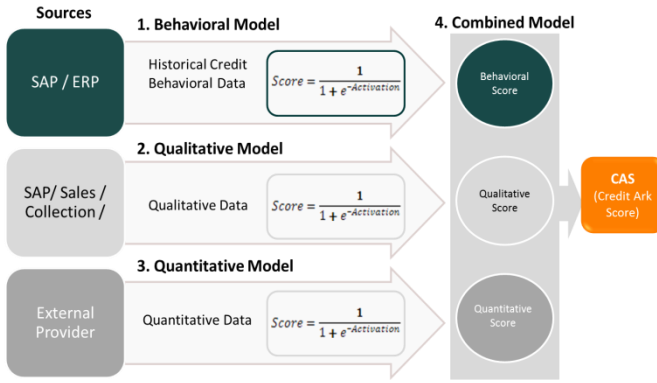 Sources
1. Behavioral Model
4. Combined Model
SAP / ERP
Historical Credit
Behavioral Data
Score = 1 / 1 + e^-Activation
Behavioral
Score
2. Qualitative Model
SAP/ Sales /
Collection /
Qualitative Data
Score = 1 / 1 + e^-Activation
Qualitative
Score
CAS
(Credit Ark
Score)
3. Quantitative Model
External
Provider
Quantitative Data
Score = 1 / 1 + e^-Activation
Quantitative
Score